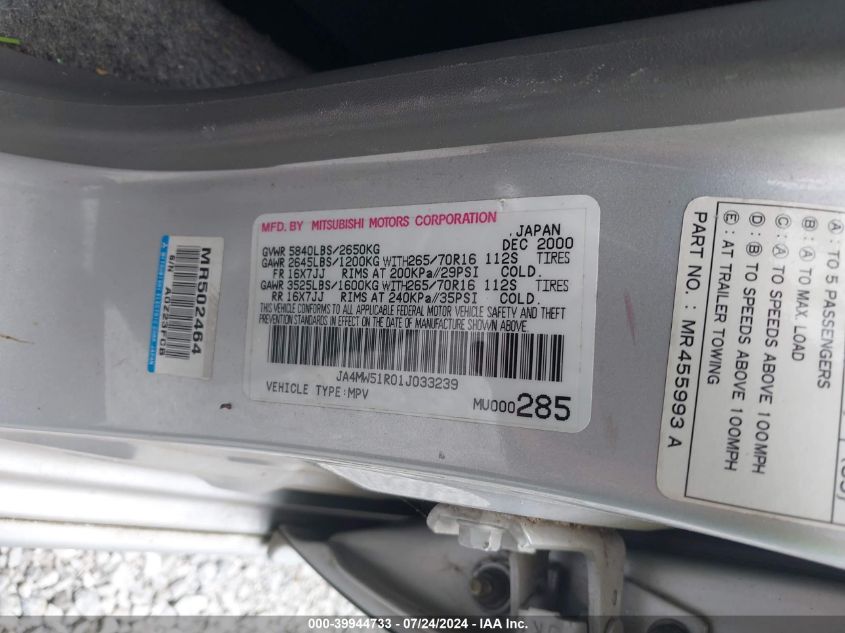 MFD. BY MITSUBISHI MOTORS CORPORATION
, JAPAN
GVWR 5840LBS/2650KG DEC 2000
GAWR 2645LBS/1200KG WITH265/70R16 112S TIRES
FR 16X7JJ RIMS AT 200KPa//29PSI COLD.
GAWR 3525LBS/1600KG WITH265/70R16 112S TIRES
RR 16X7JJ RIMS AT 240KPa//35PSI COLD.
THIS VEHICLE CONFORMS TO ALL APPLICABLE FEDERAL MOTOR VEHICLE SAFETY AND THEFT
PREVENTION STANDARDS IN EFFECT ON THE DATE OF MANUFACTURE SHOWN ABOVE.
JA4MW51R01J033239
VEHICLE TYPE:MPV
MU000285
MR502464
S/N
Ⓐ : TO 5 PASSENGERS
Ⓐ : TO MAX. LOAD
Ⓒ : Ⓐ TO SPEEDS ABOVE 100MPH
Ⓓ : Ⓑ TO SPEEDS ABOVE 100MPH
Ⓔ : AT TRAILER TOWING
PART NO. : MR455993 A
000-39944733 - 07/24/2024 - IAA Inc.